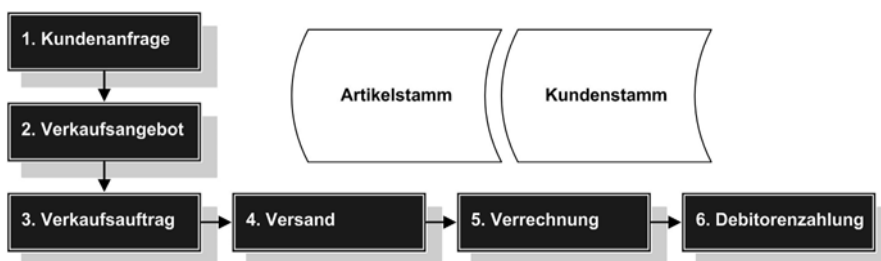 1. Kundenanfrage
Artikelstamm
Kundenstamm
2. Verkaufsangebot
3. Verkaufsauftrag
4. Versand
5. Verrechnung
6. Debitorenzahlung